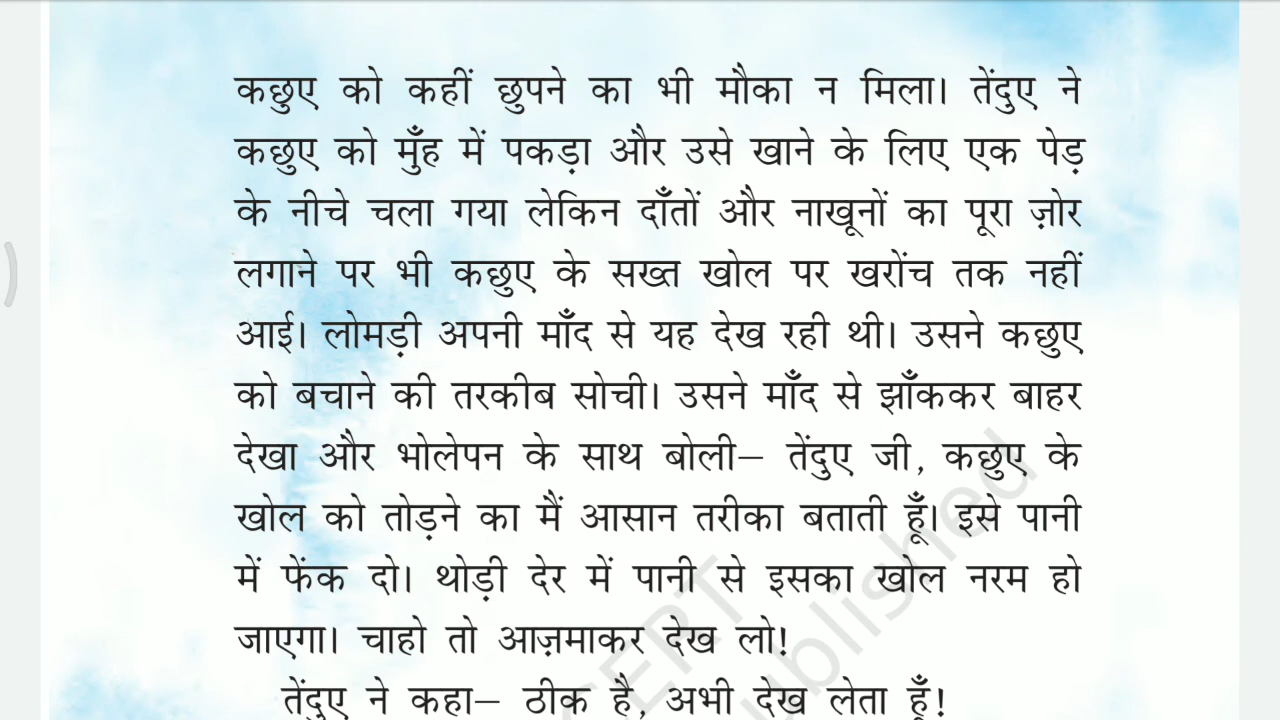 कछुए को कहीं छुपने का भी मौका न मिला। तेंदुए ने
कछुए को मुँह में पकड़ा और उसे खाने के लिए एक पेड़
के नीचे चला गया लेकिन दाँतों और नाखूनों का पूरा ज़ोर
लगाने पर भी कछुए के सख्त खोल पर खरोंच तक नहीं
आई। लोमड़ी अपनी माँद से यह देख रही थी। उसने कछुए
को बचाने की तरकीब सोची। उसने माँद से झाँककर बाहर
देखा और भोलेपन के साथ बोली– तेंदुए जी, कछुए के
खोल को तोड़ने का मैं आसान तरीका बताती हूँ। इसे पानी
में फेंक दो। थोड़ी देर में पानी से इसका खोल नरम हो
जाएगा। चाहो तो आज़माकर देख लो!
तेंदुए ने कहा– ठीक है, अभी देख लेता हूँ!